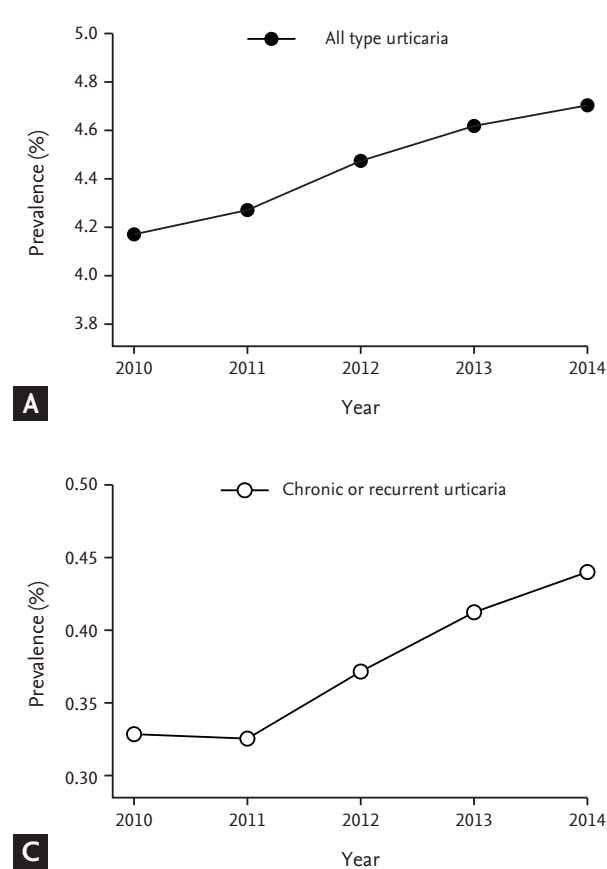 All type urticaria
5.0
4.8
4.6
4.4
4.2
4.0
3.8
Prevalence (%)
2010 2011 2012 2013 2014
Year
A
Chronic or recurrent urticaria
0.50
0.45
0.40
0.35
0.30
Prevalence (%)
2010 2011 2012 2013 2014
Year
C